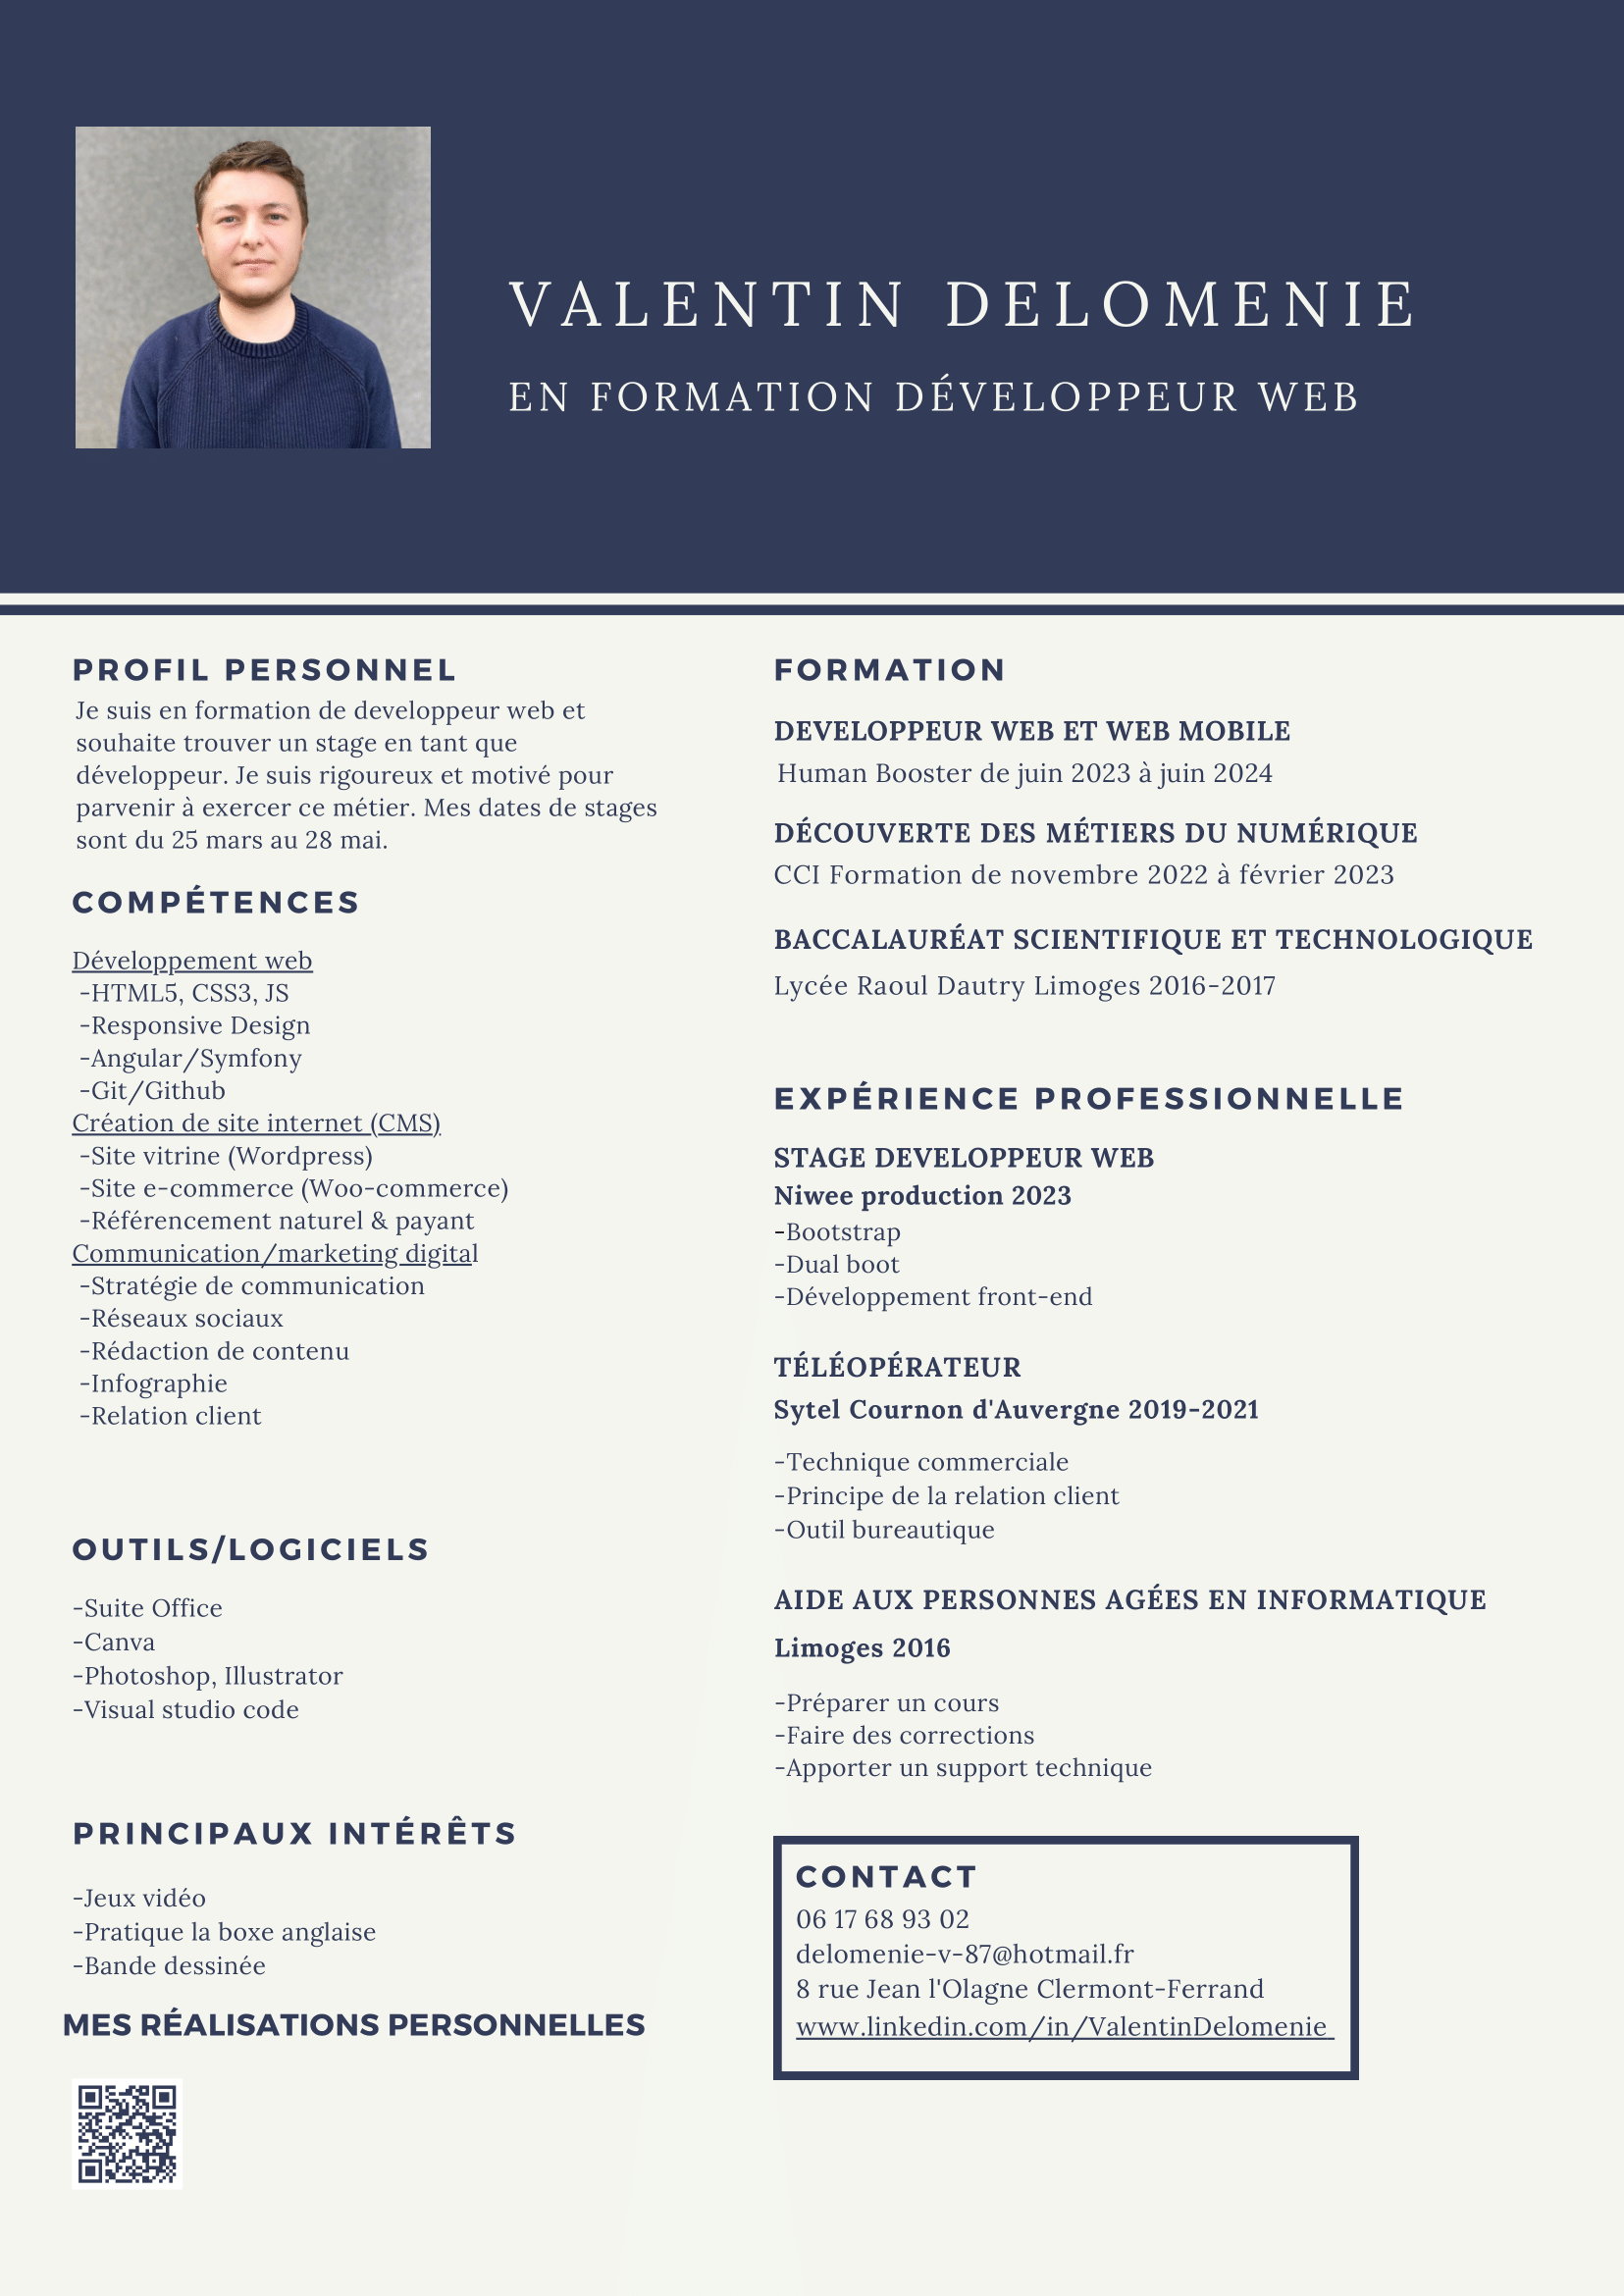 VALENTIN DELOMENIE
EN FORMATION DÉVELOPPEUR WEB
PROFIL PERSONNEL
Je suis en formation de developpeur web et
souhaite trouver un stage en tant que
développeur. Je suis rigoureux et motivé pour
parvenir à exercer ce métier. Mes dates de stages
sont du 25 mars au 28 mai.
COMPÉTENCES
Développement web
-HTML5, CSS3, JS
-Responsive Design
-Angular/Symfony
-Git/Github
Création de site internet (CMS)
-Site vitrine (Wordpress)
-Site e-commerce (Woo-commerce)
-Référencement naturel & payant
Communication/marketing digital
-Stratégie de communication
-Réseaux sociaux
-Rédaction de contenu
-Infographie
-Relation client
OUTILS/LOGICIELS
-Suite Office
-Canva
-Photoshop, Illustrator
-Visual studio code
PRINCIPAUX INTÉRÊTS
-Jeux vidéo
-Pratique la boxe anglaise
-Bande dessinée
MES RÉALISATIONS PERSONNELLES
FORMATION
DEVELOPPEUR WEB ET WEB MOBILE
Human Booster de juin 2023 à juin 2024
DÉCOUVERTE DES MÉTIERS DU NUMÉRIQUE
CCI Formation de novembre 2022 à février 2023
BACCALAURÉAT SCIENTIFIQUE ET TECHNOLOGIQUE
Lycée Raoul Dautry Limoges 2016-2017
EXPÉRIENCE PROFESSIONNELLE
STAGE DEVELOPPEUR WEB
Niwee production 2023
-Bootstrap
-Dual boot
-Développement front-end
TÉLÉOPÉRATEUR
Sytel Cournon d'Auvergne 2019-2021
-Technique commerciale
-Principe de la relation client
-Outil bureautique
AIDE AUX PERSONNES AGÉES EN INFORMATIQUE
Limoges 2016
-Préparer un cours
-Faire des corrections
-Apporter un support technique
CONTACT
06 17 68 93 02
delomenie-v-87@hotmail.fr
8 rue Jean l'Olagne Clermont-Ferrand
www.linkedin.com/in/ValentinDelomenie